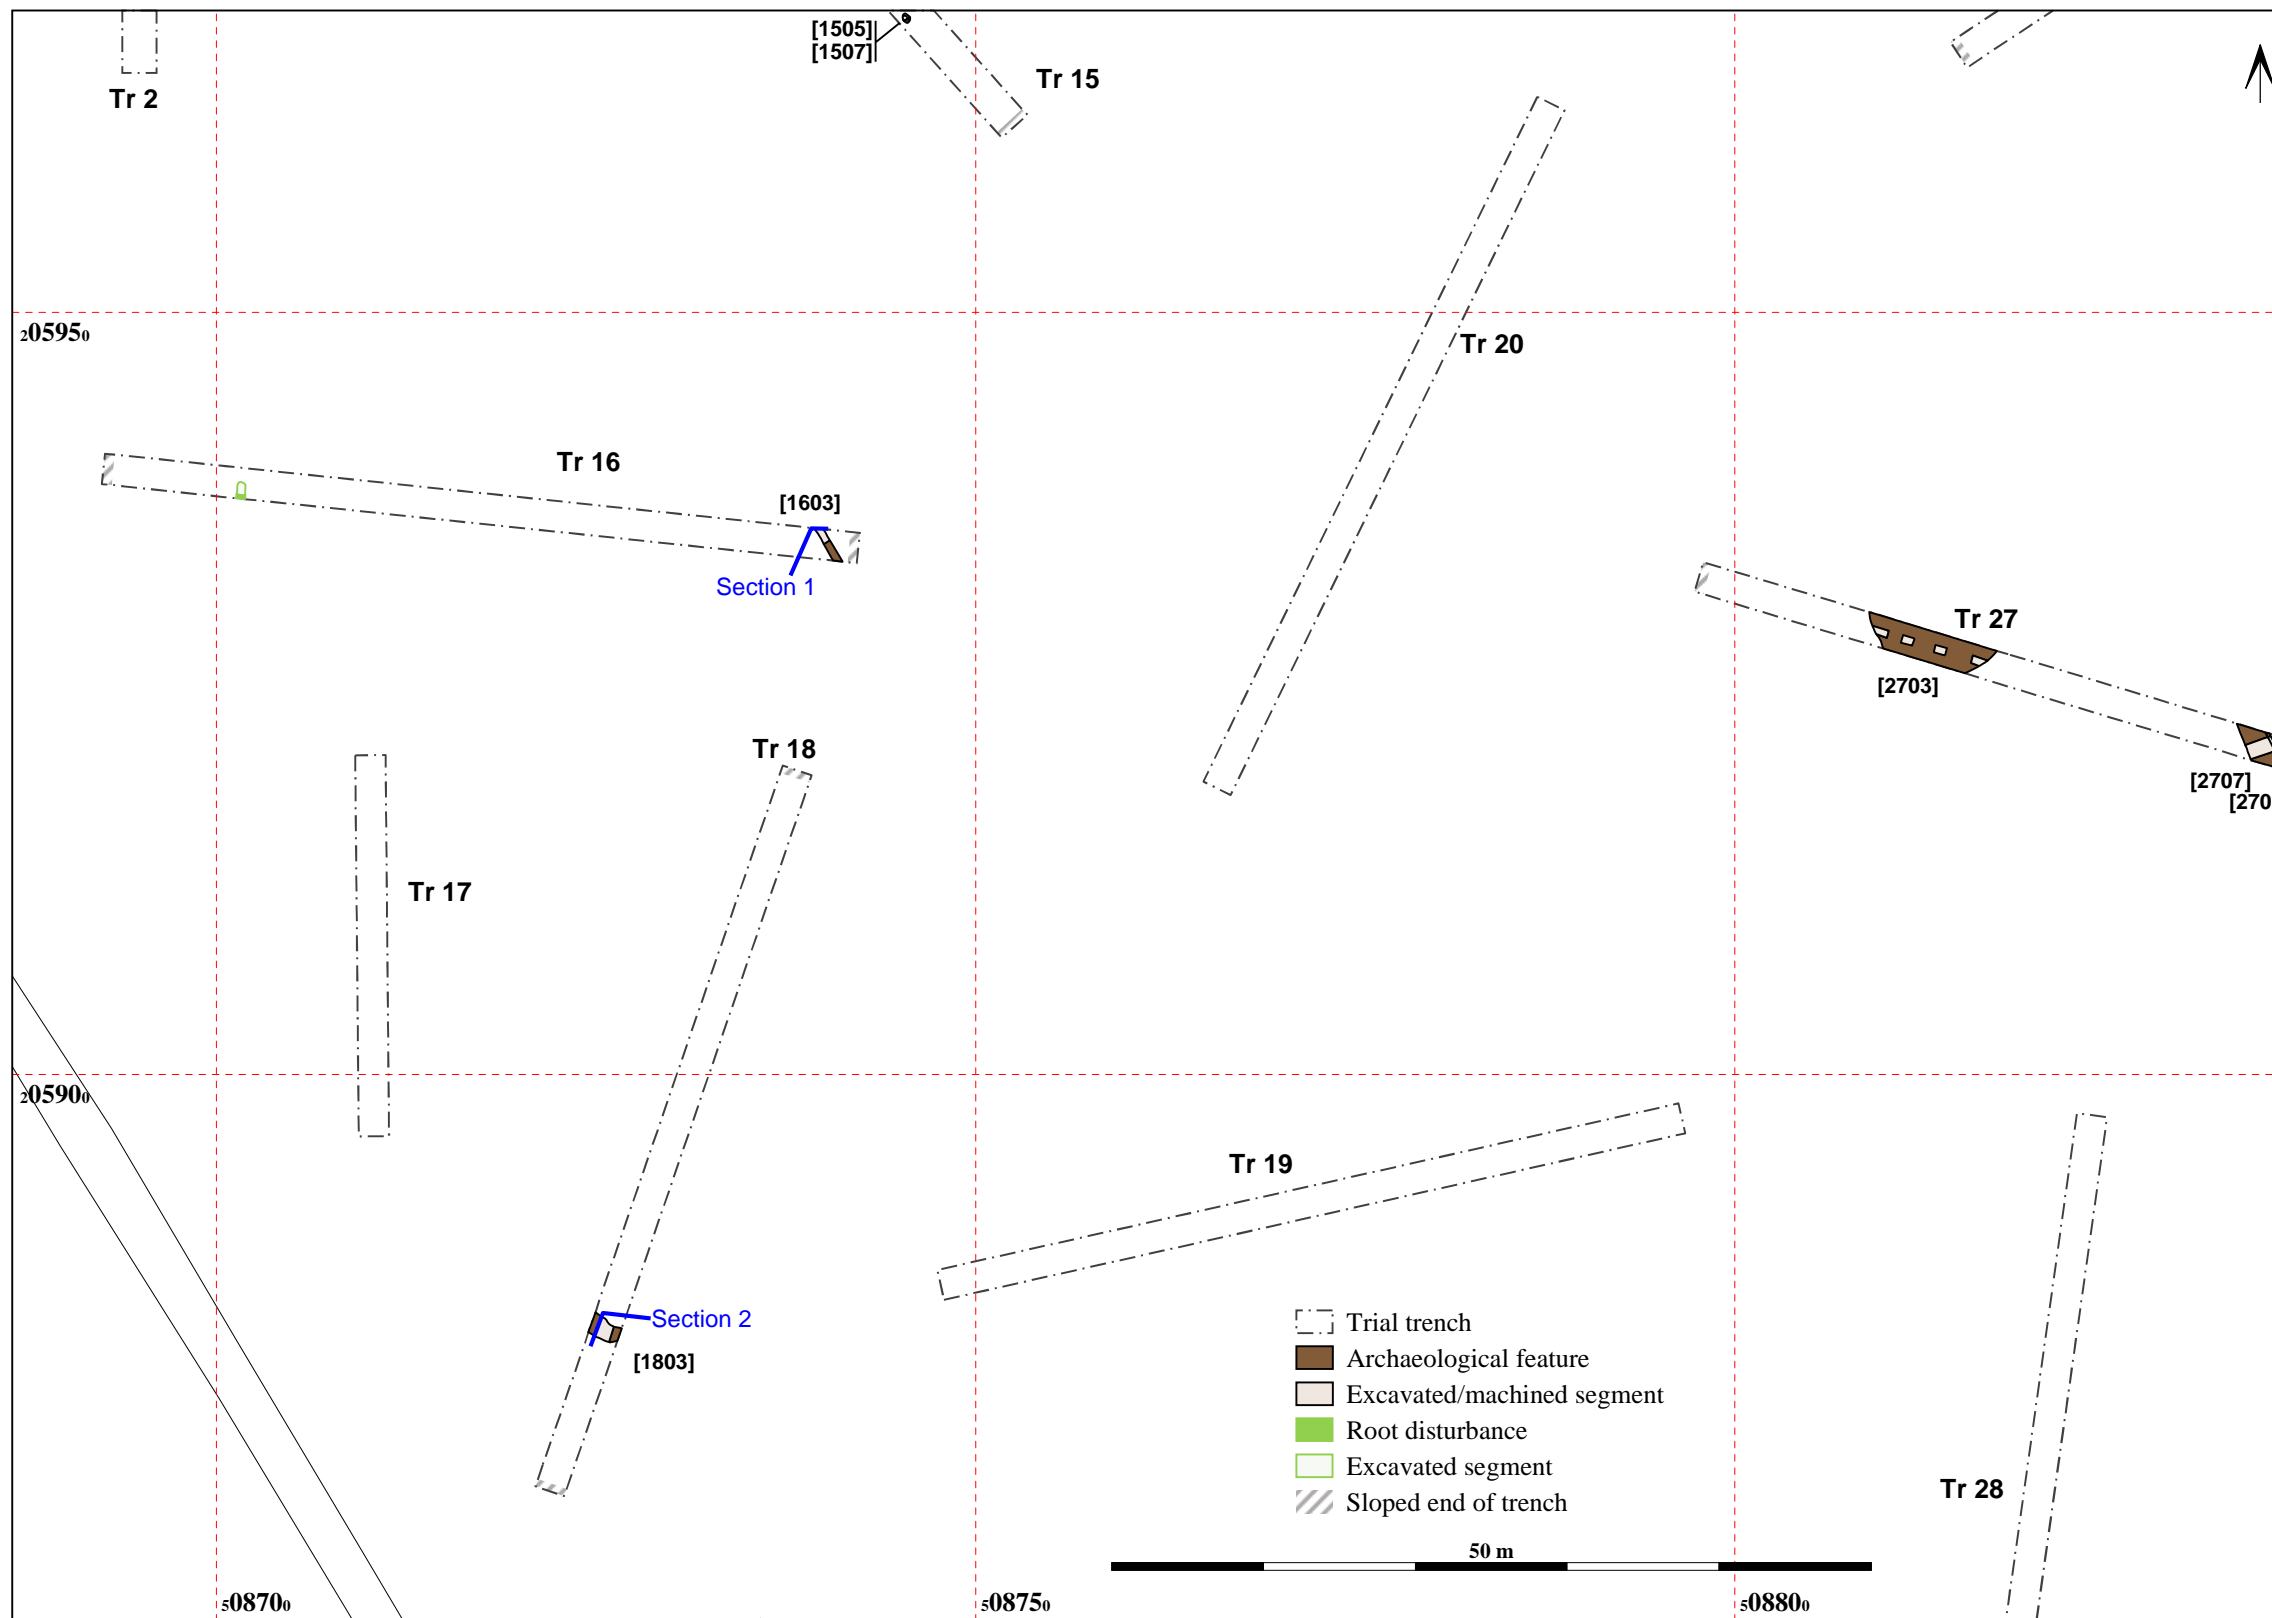 [1505]
[1507]
Tr 15
Tr 2
205950
Tr 20
Tr 16
[1603]
Section 1
Tr 27
[2703]
Tr 18
[2707]
[270
Tr 17
205900
Tr 19
Section 2
[1803]
Trial trench
Archaeological feature
Excavated/machined segment
Root disturbance
Excavated segment
Sloped end of trench
Tr 28
50 m
508700
508750
508800